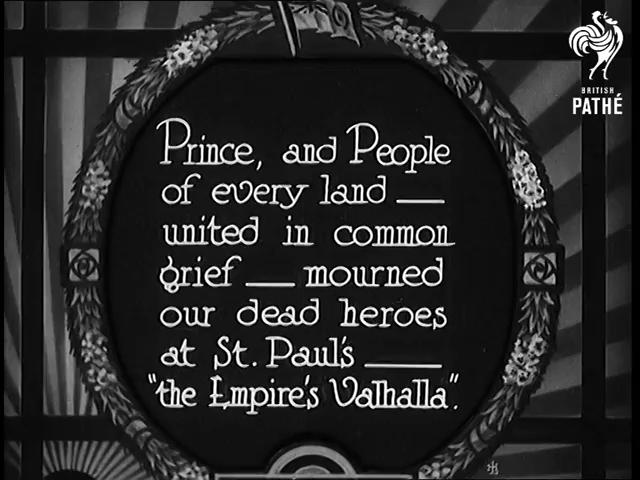 BRITISH
PATHÉ
Prince, and People
of every land —
united in common
grief — mourned
our dead heroes
at St. Paul's —
"the Empire's Valhalla".